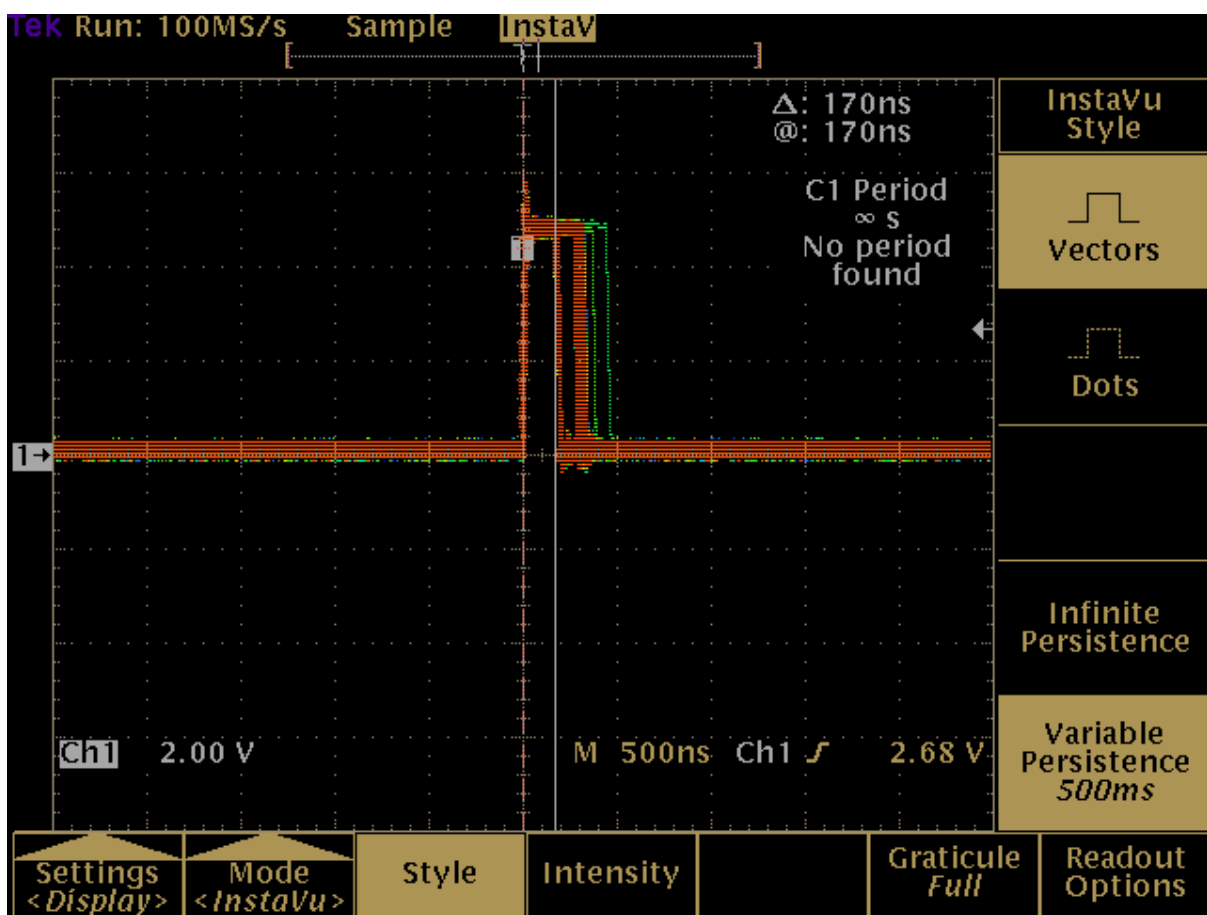 Tek Run: 100MS/s Sample InstaV
Δ: 170ns
@: 170ns
C1 Period
∞ s
No period
found
1→
Ch1 2.00 V M 500ns Ch1 2.68 V
InstaVu
Style
Vectors
Dots
Infinite
Persistence
Variable
Persistence
500ms
Settings
<Display>
Mode
<InstaVu>
Style
Intensity
Graticule
Full
Readout
Options